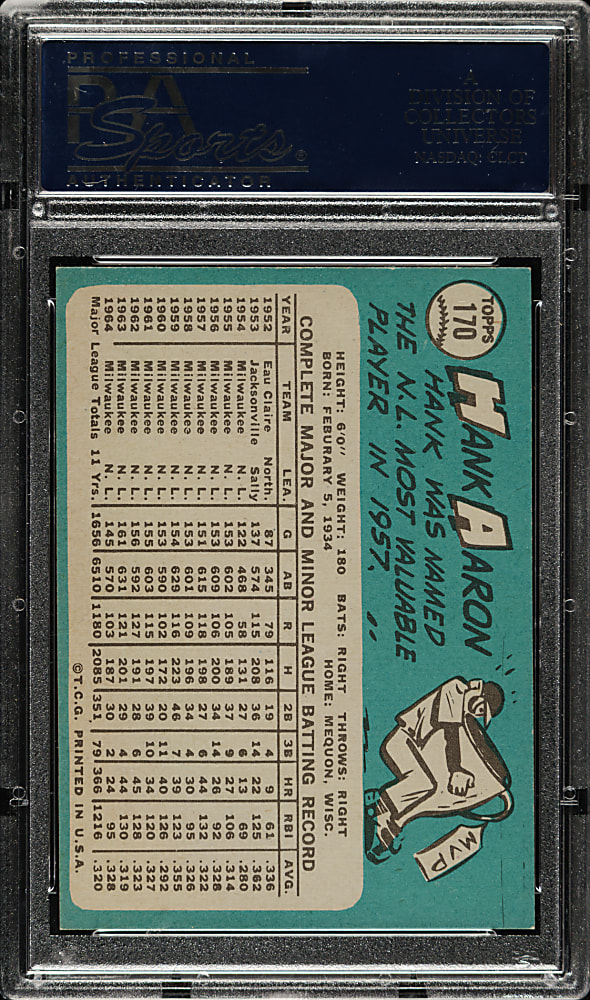 PROFESSIONAL
PSA
Sports®
AUTHENTICATOR
A
DIVISION OF
COLLECTORS
UNIVERSE
NASDAQ: CLCT
TOPPS
170
HANK AARON
HANK WAS NAMED
THE N.L. MOST VALUABLE
PLAYER IN 1957.
MVP
HEIGHT: 6'0" WEIGHT: 180 BATS: RIGHT THROWS: RIGHT
BORN: FEBURARY 5, 1934 HOME: MEQUON, WISC.
COMPLETE MAJOR AND MINOR LEAGUE BATTING RECORD
YEAR TEAM LEA. G AB R H 2B 3B HR RBI AVG.
1952 Eau Claire North. 87 345 79 116 19 4 9 61 .336
1953 Jacksonville Sally 137 574 115 208 36 14 22 125 .362
1954 Milwaukee N. L. 122 468 58 131 27 6 13 69 .280
1955 Milwaukee N. L. 153 602 105 189 37 9 27 106 .314
1956 Milwaukee N. L. 153 609 106 200 34 14 26 92 .328
1957 Milwaukee N. L. 151 615 118 198 27 6 44 132 .322
1958 Milwaukee N. L. 153 601 109 196 34 4 30 95 .326
1959 Milwaukee N. L. 154 629 116 223 46 7 39 123 .355
1960 Milwaukee N. L. 153 590 102 172 20 11 40 126 .292
1961 Milwaukee N. L. 155 603 115 197 39 10 34 120 .327
1962 Milwaukee N. L. 156 592 127 191 28 6 45 128 .323
1963 Milwaukee N. L. 161 631 121 201 29 4 44 130 .319
1964 Milwaukee N. L. 145 570 103 187 30 2 24 95 .328
Major League Totals 11 Yrs. 1656 6510 1180 2085 351 79 366 1216 .320
©T.C.G. PRINTED IN U.S.A.